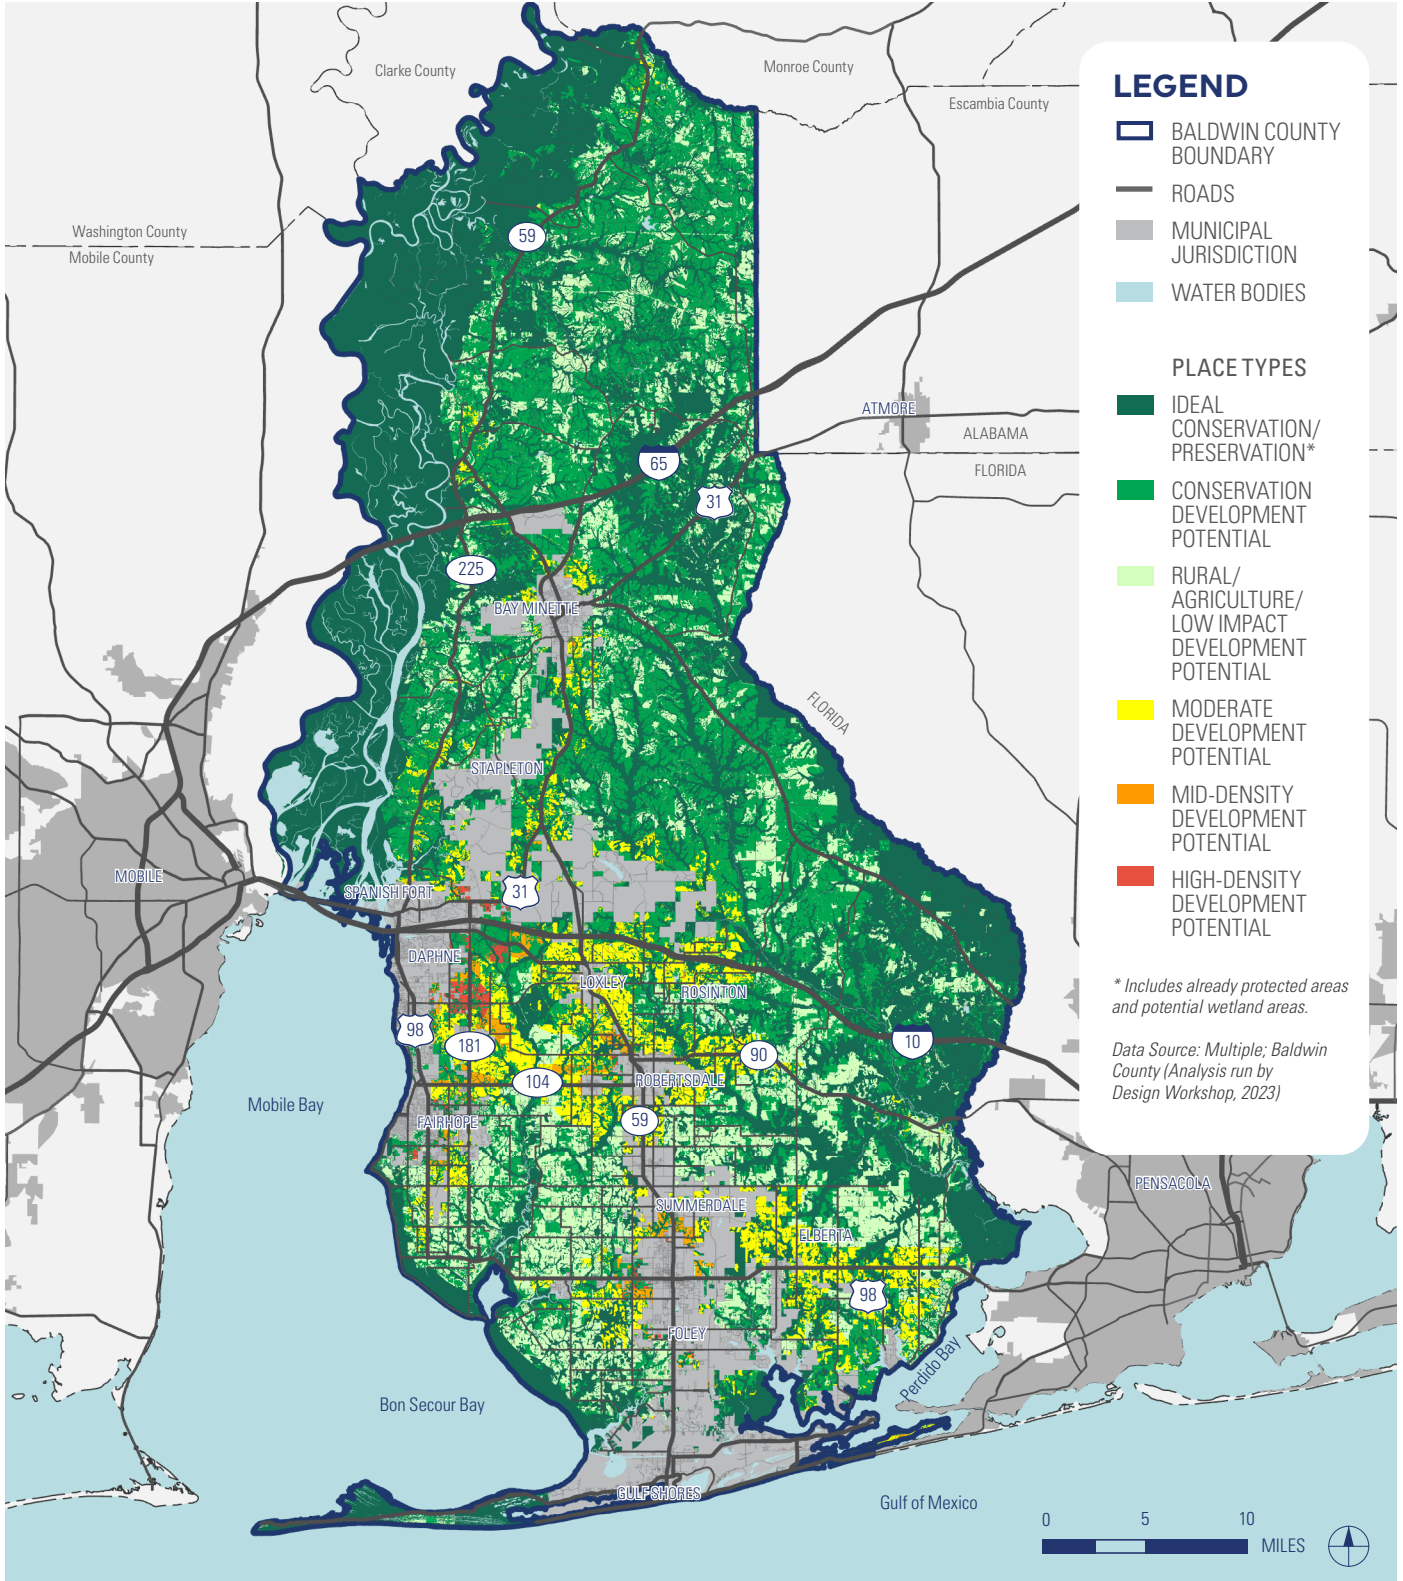 Clarke County
Monroe County
Escambia County
Washington County
Mobile County
59
ATMORE
ALABAMA
FLORIDA
65
31
225
BAY MINETTE
FLORIDA
STAPLETON
MOBILE
SPANISH FORT
31
DAPHNE
LOXLEY
ROSINTON
98
181
10
90
104
ROBERTSDALE
Mobile Bay
FAIRHOPE
59
PENSACOLA
SUMMERDALE
ELBERTA
98
FOLEY
Perdido Bay
Bon Secour Bay
GULF SHORES
Gulf of Mexico
LEGEND
BALDWIN COUNTY
BOUNDARY
ROADS
MUNICIPAL
JURISDICTION
WATER BODIES
PLACE TYPES
IDEAL
CONSERVATION/
PRESERVATION*
CONSERVATION
DEVELOPMENT
POTENTIAL
RURAL/
AGRICULTURE/
LOW IMPACT
DEVELOPMENT
POTENTIAL
MODERATE
DEVELOPMENT
POTENTIAL
MID-DENSITY
DEVELOPMENT
POTENTIAL
HIGH-DENSITY
DEVELOPMENT
POTENTIAL
* Includes already protected areas
and potential wetland areas.
Data Source: Multiple; Baldwin
County (Analysis run by
Design Workshop, 2023)
0 5 10
MILES